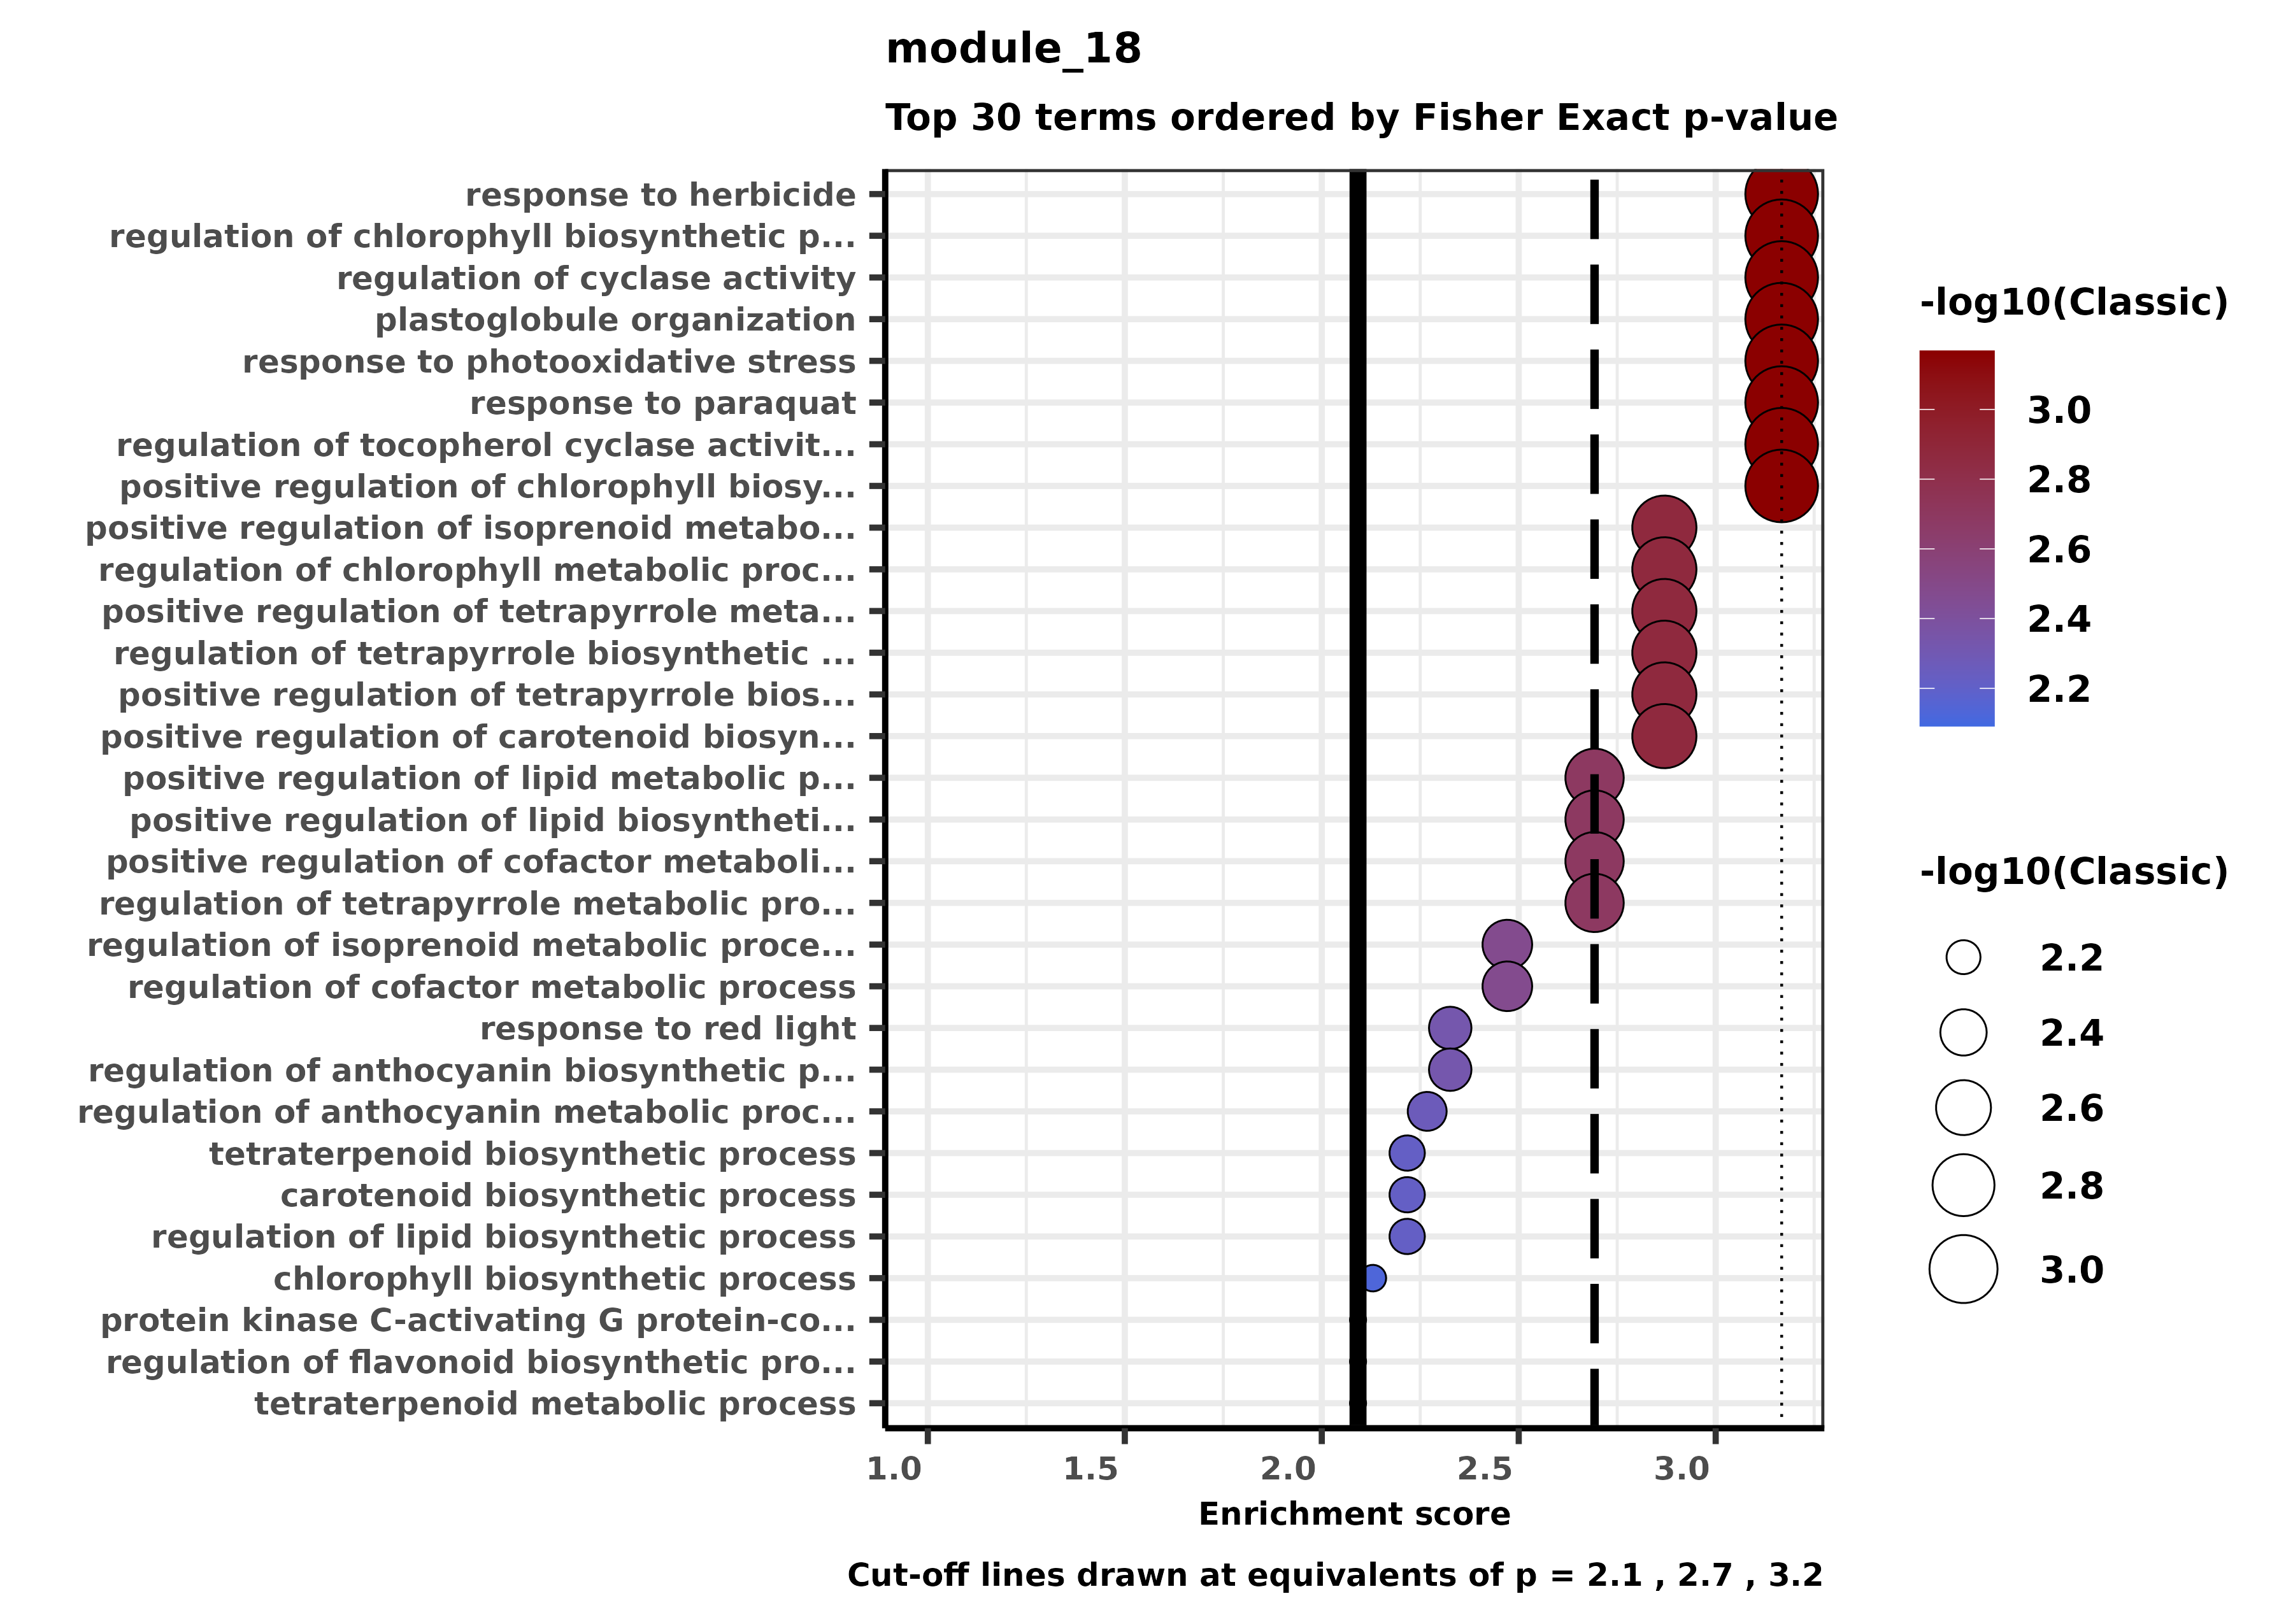 module_18
Top 30 terms ordered by Fisher Exact p-value
response to herbicide
regulation of chlorophyll biosynthetic p...
regulation of cyclase activity
plastoglobule organization
response to photooxidative stress
response to paraquat
regulation of tocopherol cyclase activit...
positive regulation of chlorophyll biosy...
positive regulation of isoprenoid metabo...
regulation of chlorophyll metabolic proc...
positive regulation of tetrapyrrole meta...
regulation of tetrapyrrole biosynthetic ...
positive regulation of tetrapyrrole bios...
positive regulation of carotenoid biosyn...
positive regulation of lipid metabolic p...
positive regulation of lipid biosyntheti...
positive regulation of cofactor metaboli...
regulation of tetrapyrrole metabolic pro...
regulation of isoprenoid metabolic proce...
regulation of cofactor metabolic process
response to red light
regulation of anthocyanin biosynthetic p...
regulation of anthocyanin metabolic proc...
tetraterpenoid biosynthetic process
carotenoid biosynthetic process
regulation of lipid biosynthetic process
chlorophyll biosynthetic process
protein kinase C-activating G protein-co...
regulation of flavonoid biosynthetic pro...
tetraterpenoid metabolic process
1.0 1.5 2.0 2.5 3.0
Enrichment score
Cut-off lines drawn at equivalents of p = 2.1 , 2.7 , 3.2
-log10(Classic)
3.0
2.8
2.6
2.4
2.2
-log10(Classic)
2.2
2.4
2.6
2.8
3.0